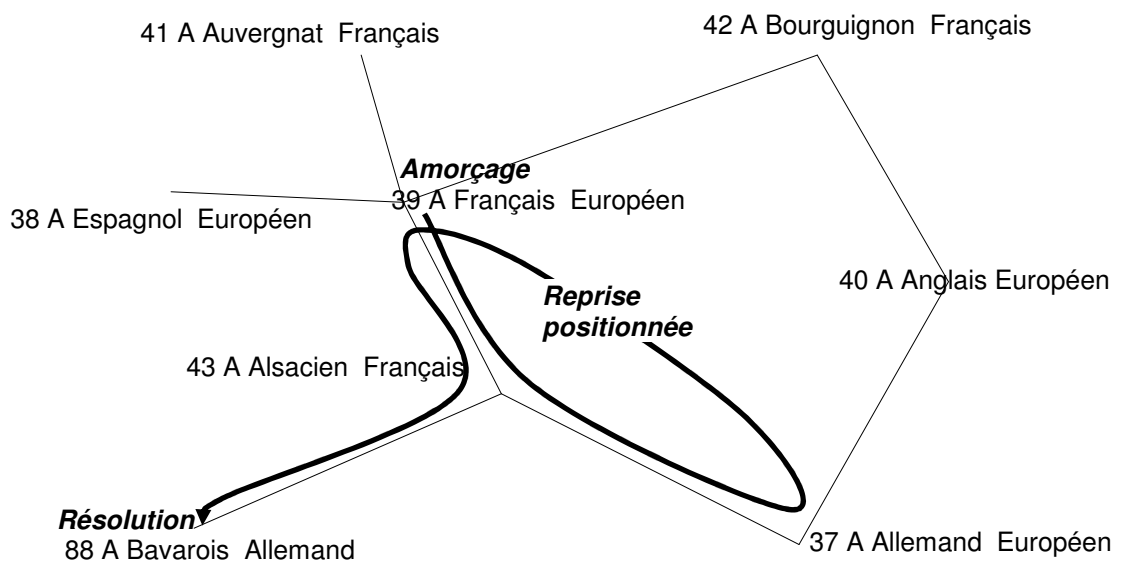 41 A Auvergnat Français
42 A Bourguignon Français
Amorçage
39 A Français Européen
38 A Espagnol Européen
40 A Anglais Européen
Reprise
positionnée
43 A Alsacien Français
Résolution
88 A Bavarois Allemand
37 A Allemand Européen